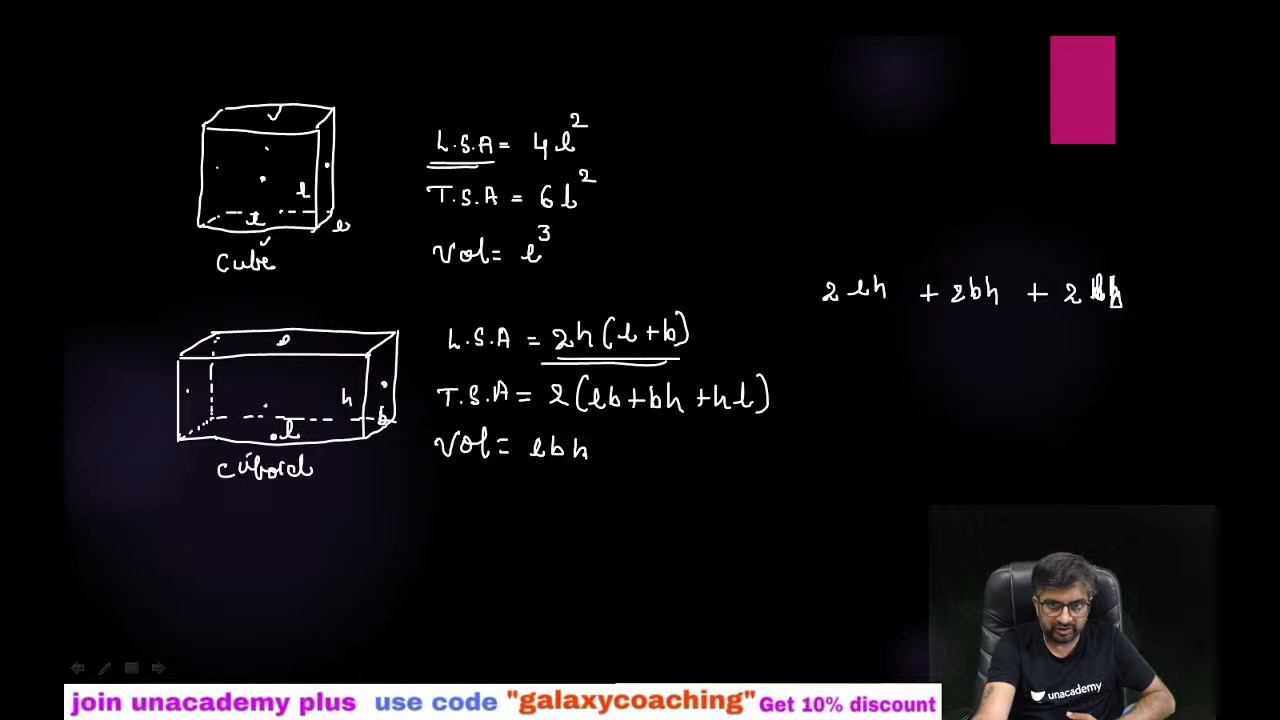 L.S.A = 4l²
T.S.A = 6l²
l
l
l
Vol = l³
Cube
2lh + 2bh + 2
L.S.A = 2h(l+b)
T.S.A = 2(lb+bh+hl)
h
b
l
Vol = lbh
Cuboid
unacademy
join unacademy plus use code "galaxycoaching" Get 10% discount